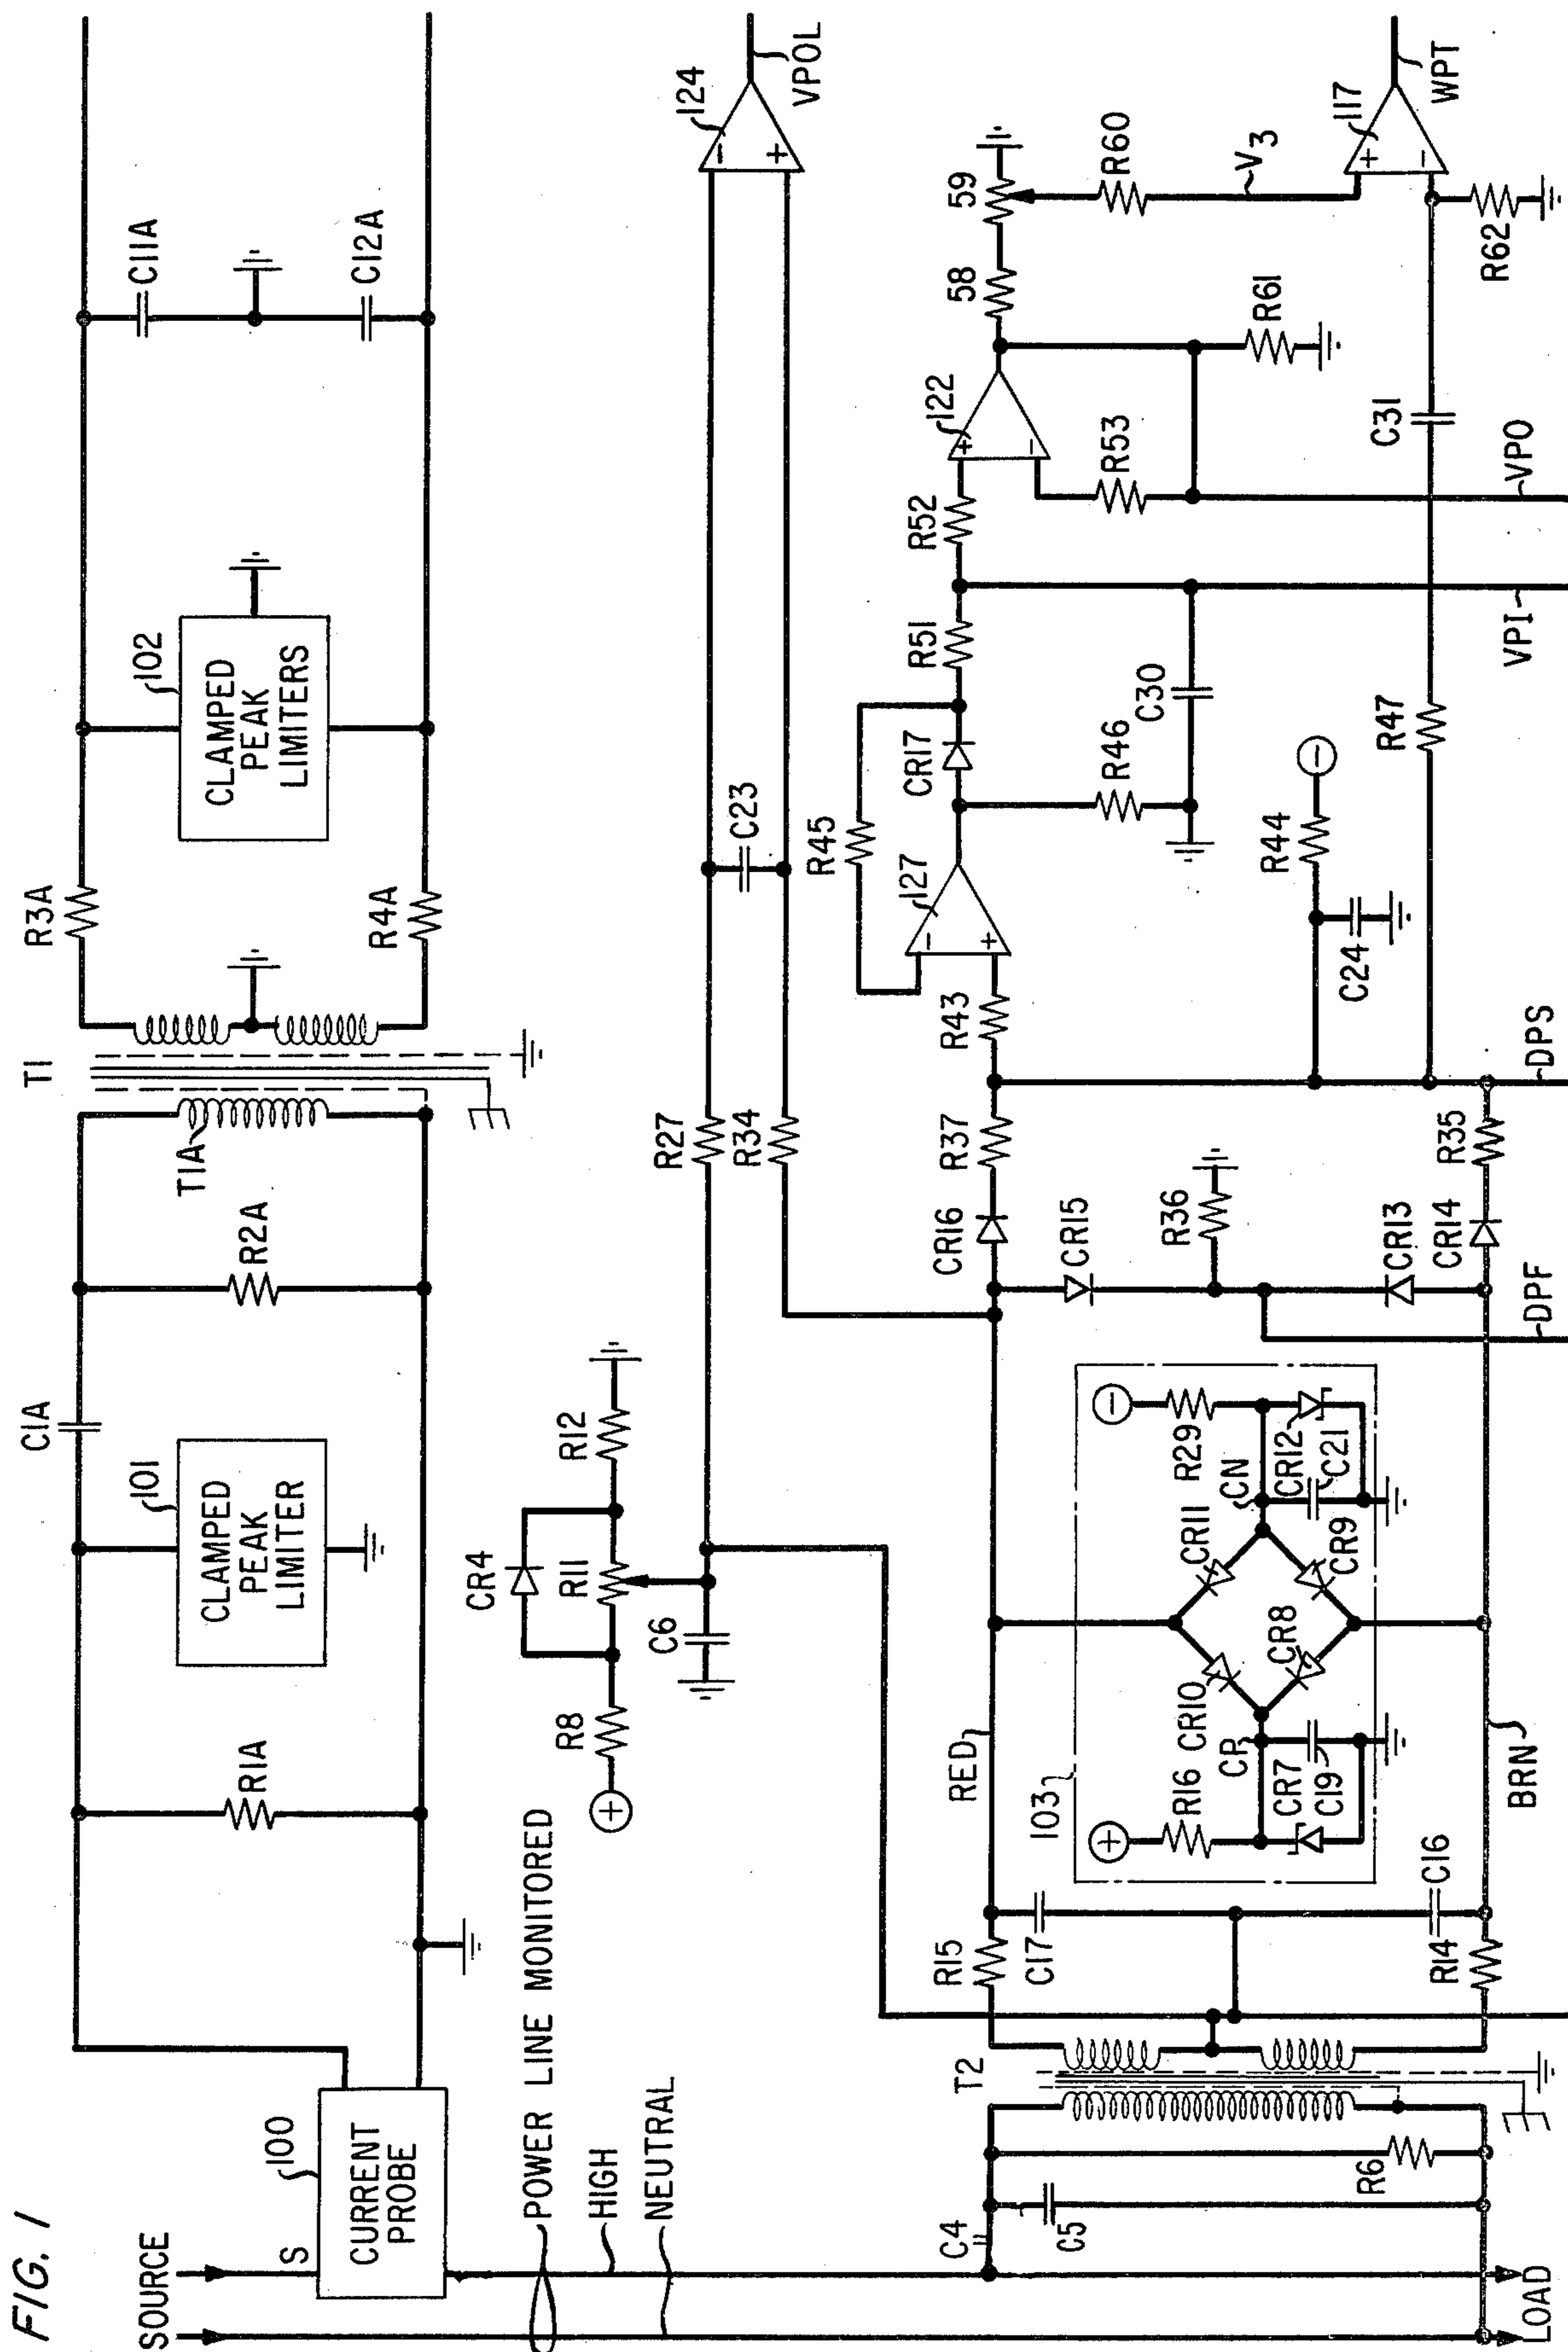 FIG. 1
SOURCE
S
CURRENT
PROBE
100
R1A
CLAMPED
PEAK
LIMITER
101
C1A
R2A
T1A
T1
R3A
R4A
CLAMPED
PEAK
LIMITERS
102
C11A
C12A
POWER LINE MONITORED
HIGH
NEUTRAL
R8
CR4
R11
R12
C6
R27
R34
C23
124
-
+
VPOL
C4
C5
R6
LOAD
T2
R15
C17
R14
C16
RED
BRN
103
+
R16
CP
CR7
C19
CR10
CR8
CR11
CR9
CN
R29
-
CR12
C21
CR16
CR15
R36
CR13
CR14
DPF
R37
R35
DPS
R43
127
-
+
R45
CR17
R46
C30
R44
-
C24
R47
R51
VPI
R52
R53
VPO
122
+
-
C31
R61
58
59
R60
V3
117
+
-
R62
WPT